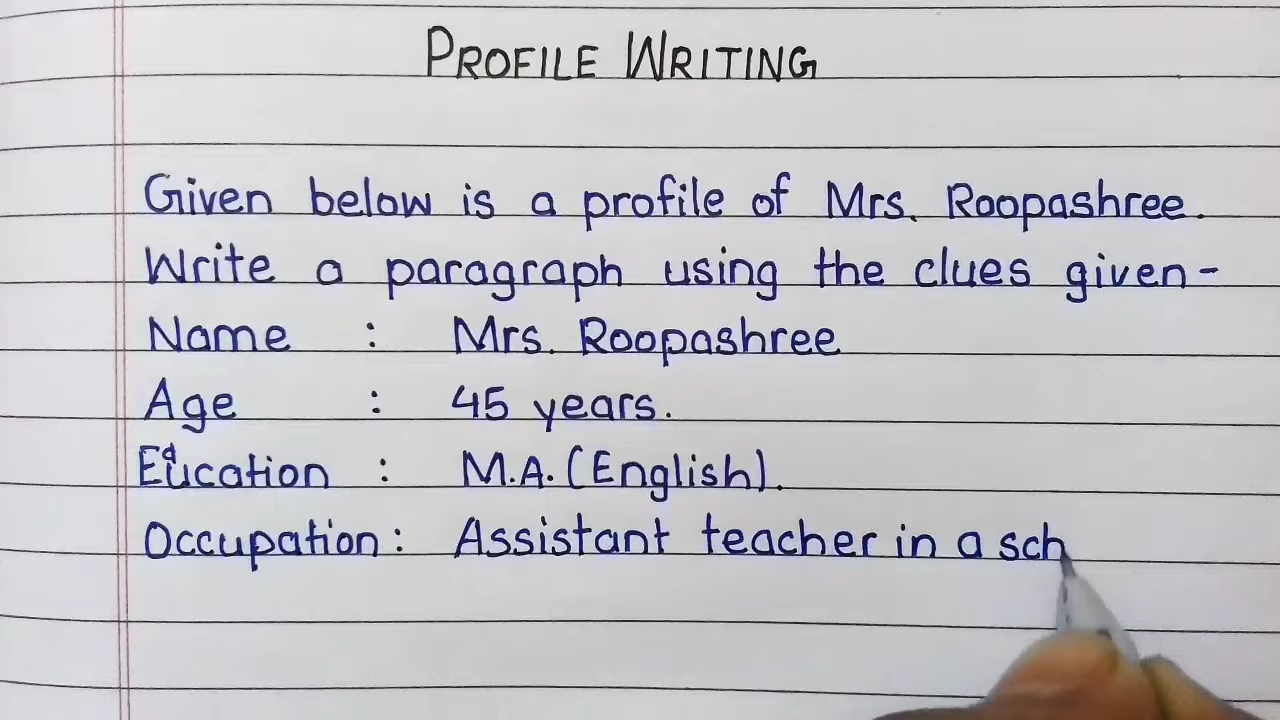 PROFILE WRITING
Given below is a profile of Mrs. Roopashree.
Write a paragraph using the clues given-
Name : Mrs. Roopashree
Age : 45 years.
Education : M.A. (English).
Occupation : Assistant teacher in a sch